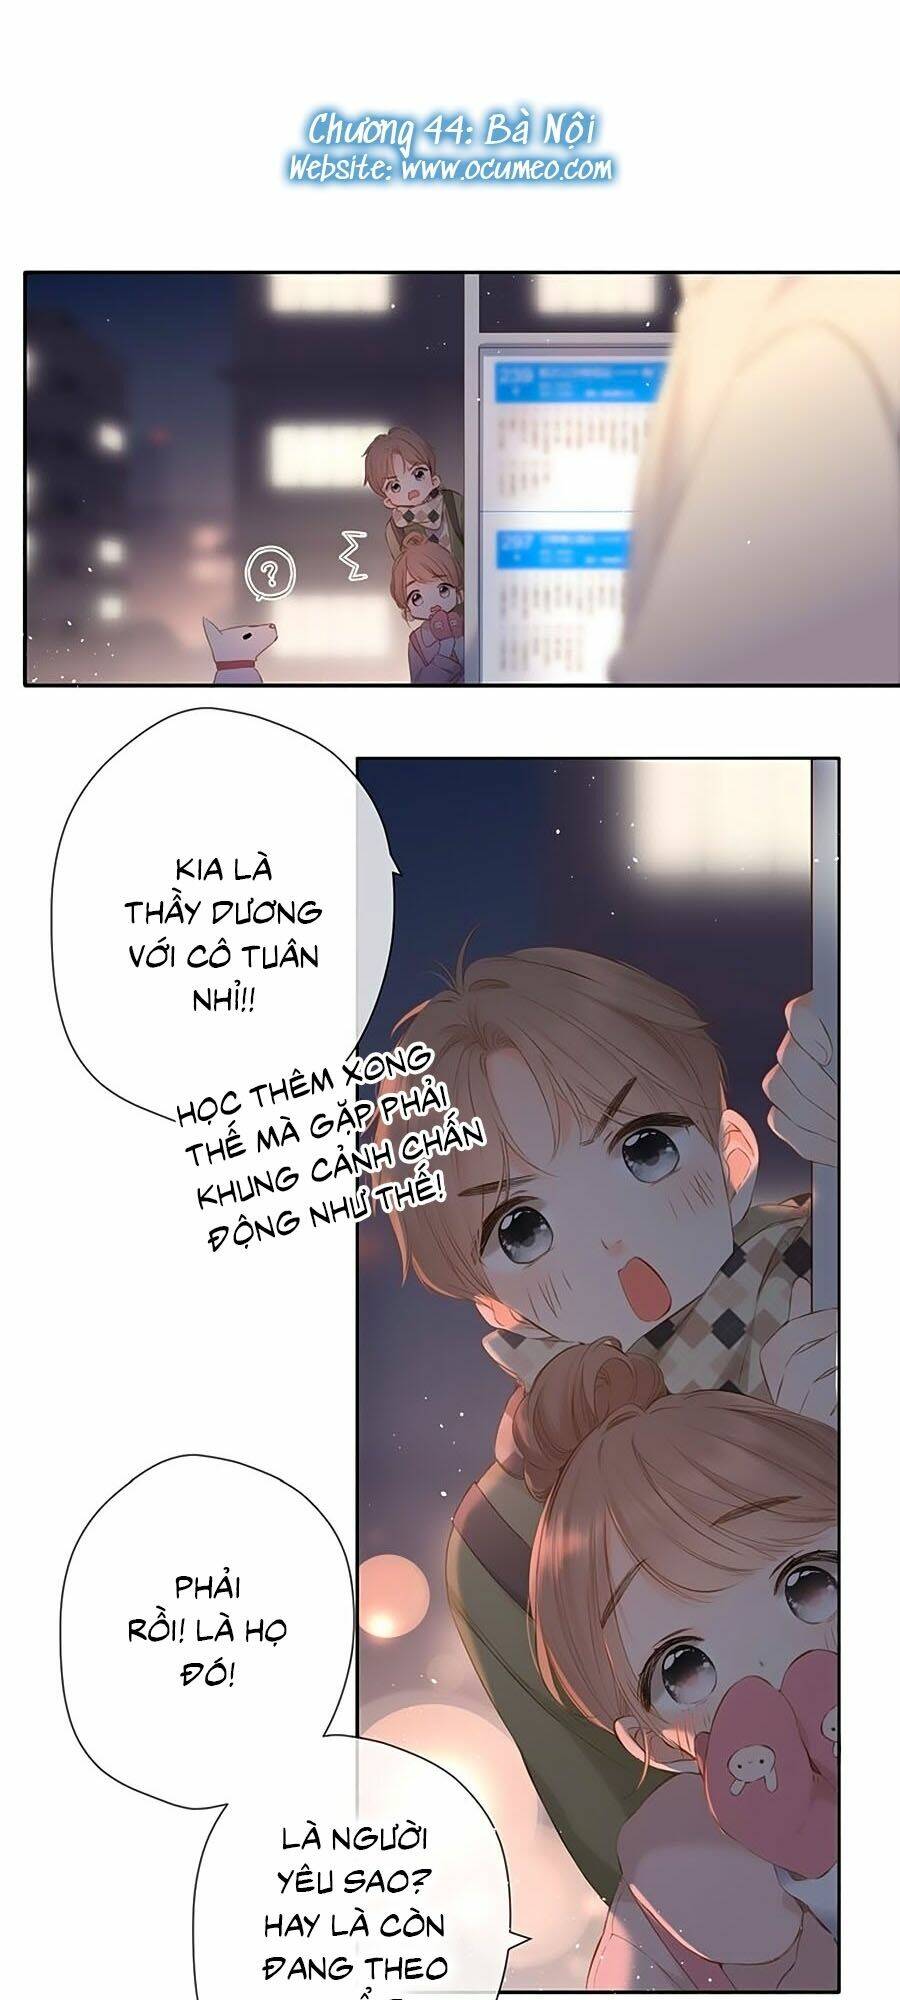 Chương 44: Bà Nội
Website: www.ocumeo.com
239
297
?
KIA LÀ
THẦY DƯƠNG
VỚI CÔ TUÂN
NHỈ!!
HỌC THÊM XONG
THẾ MÀ GẶP PHẢI
KHUNG CẢNH CHẤN
ĐỘNG NHƯ THẾ!
PHẢI
RỒI! LÀ HỌ
ĐÓ!
LÀ NGƯỜI
YÊU SAO?
HAY LÀ CÒN
ĐANG THEO